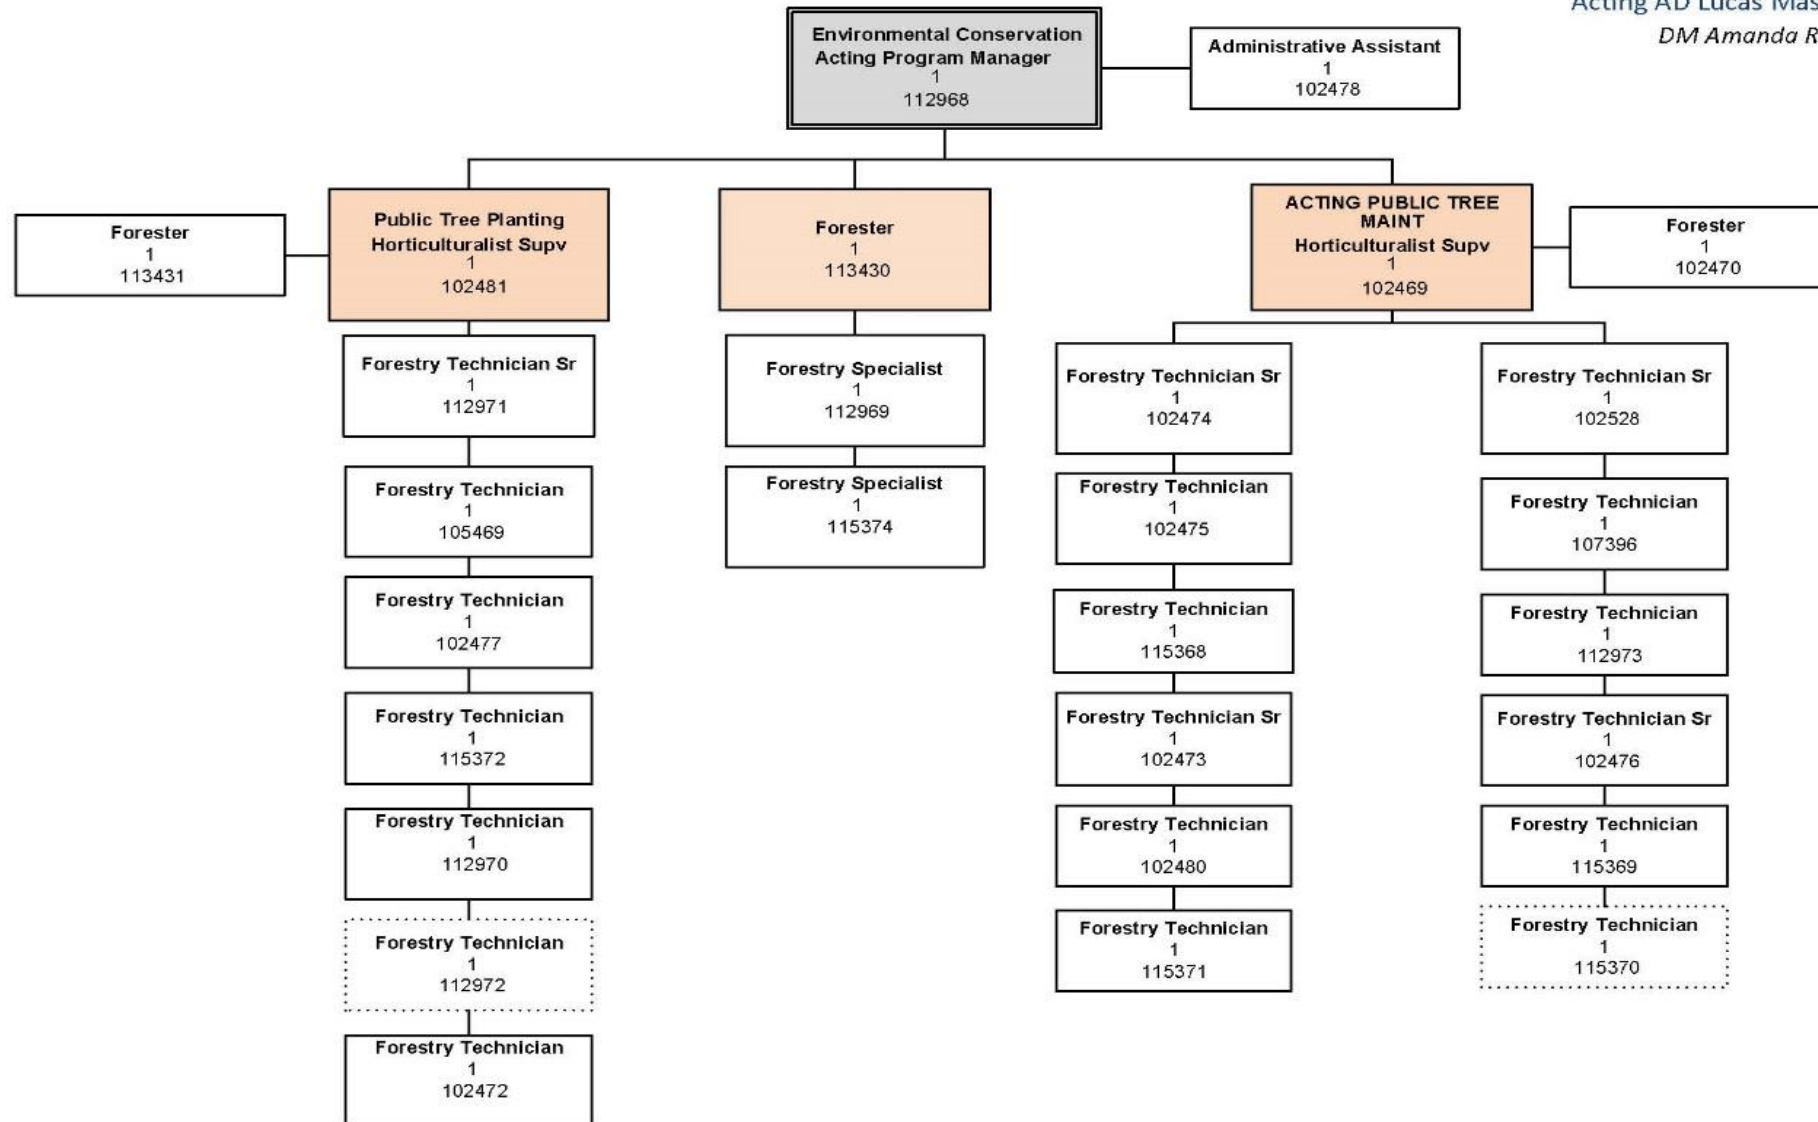 Acting AD Lucas Mas
DM Amanda R
Environmental Conservation
Acting Program Manager
1
112968
Administrative Assistant
1
102478
Forester
1
113431
Public Tree Planting
Horticulturalist Supv
1
102481
Forester
1
113430
ACTING PUBLIC TREE
MAINT
Horticulturalist Supv
1
102469
Forester
1
102470
Forestry Technician Sr
1
112971
Forestry Technician
1
105469
Forestry Technician
1
102477
Forestry Technician
1
115372
Forestry Technician
1
112970
Forestry Technician
1
112972
Forestry Technician
1
102472
Forestry Specialist
1
112969
Forestry Specialist
1
115374
Forestry Technician Sr
1
102474
Forestry Technician
1
102475
Forestry Technician
1
115368
Forestry Technician Sr
1
102473
Forestry Technician
1
102480
Forestry Technician
1
115371
Forestry Technician Sr
1
102528
Forestry Technician
1
107396
Forestry Technician
1
112973
Forestry Technician Sr
1
102476
Forestry Technician
1
115369
Forestry Technician
1
115370